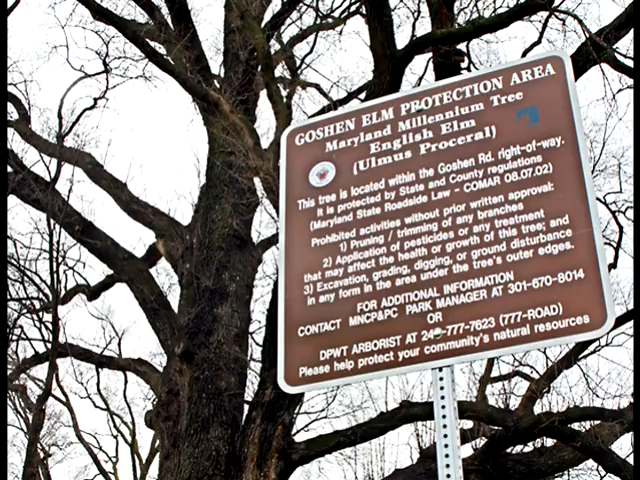 GOSHEN ELM PROTECTION AREA
Maryland Millennium Tree
English Elm
(Ulmus Proceral)
This tree is located within the Goshen Rd. right-of-way.
It is protected by State and County regulations
(Maryland State Roadside Law - COMAR 08.07.02)
Prohibited activities without prior written approval:
1) Pruning / trimming of any branches
2) Application of pesticides or any treatment
that may affect the health or growth of this tree; and
3) Excavation, grading, digging, or ground disturbance
in any form in the area under the tree's outer edges.
FOR ADDITIONAL INFORMATION
CONTACT MNCP&PC PARK MANAGER AT 301-670-8014
OR
DPWT ARBORIST AT 240-777-7623 (777-ROAD)
Please help protect your community's natural resources